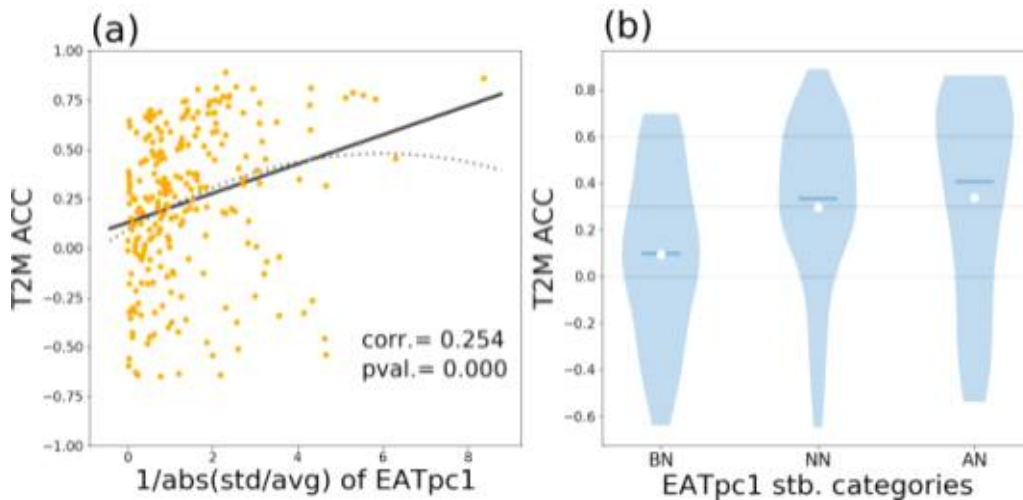 (a)
1.00
0.75
0.50
0.25
0.00
−0.25
−0.50
−0.75
−1.00
T2M ACC
corr.= 0.254
pval.= 0.000
0 2 4 6 8
1/abs(std/avg) of EATpc1
(b)
0.8
0.6
0.4
0.2
0.0
−0.2
−0.4
−0.6
T2M ACC
BN NN AN
EATpc1 stb. categories